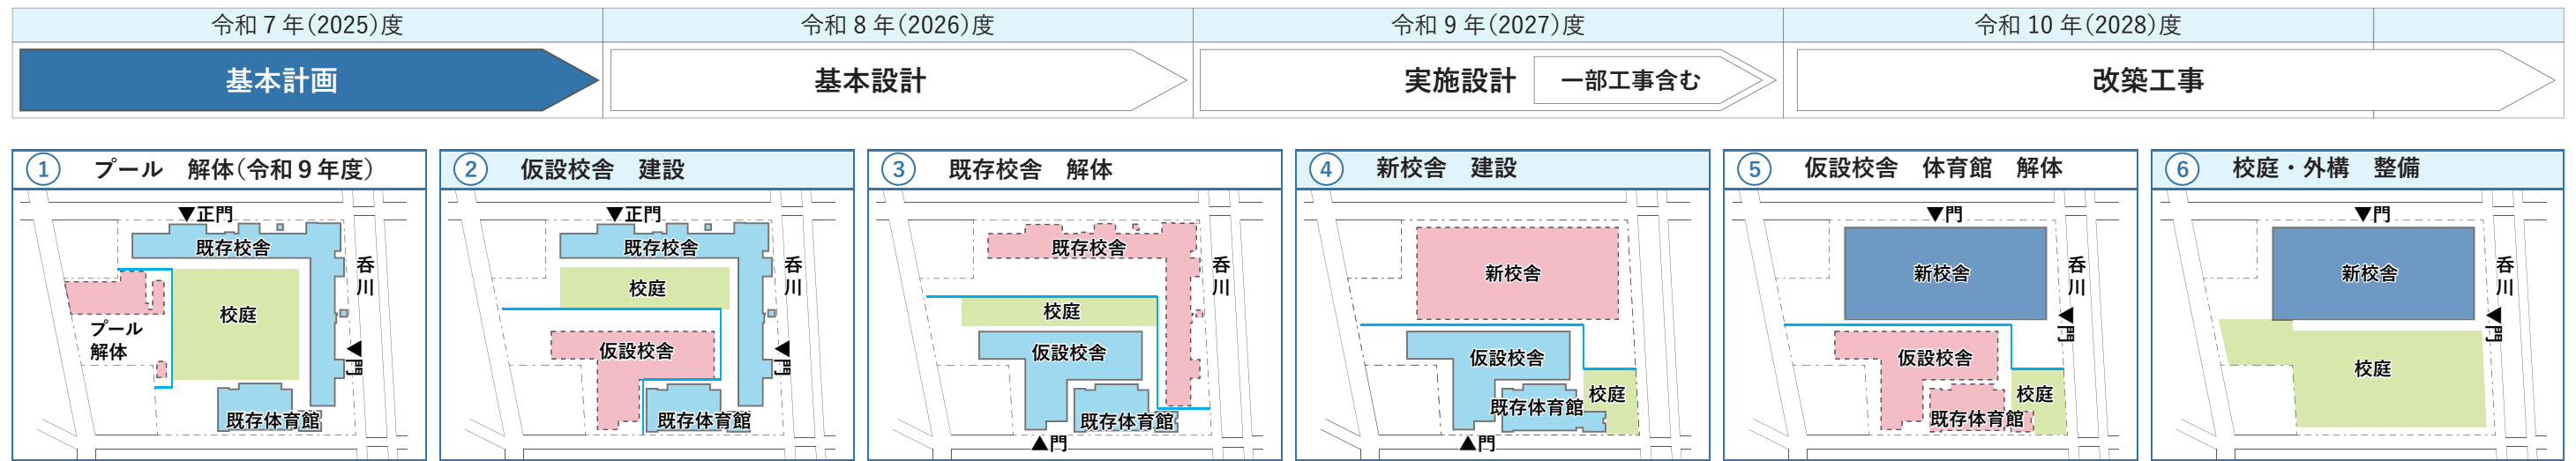 令和 7 年(2025)度
令和 8 年(2026)度
令和 9 年(2027)度
令和 10 年(2028)度
基本計画
基本設計
実施設計
一部工事含む
改築工事
① プール　解体(令和 9 年度)
▼正門
既存校舎
呑川
校庭
プール
解体
◀門
既存体育館
② 仮設校舎　建設
▼正門
既存校舎
呑川
校庭
仮設校舎
◀門
既存体育館
③ 既存校舎　解体
既存校舎
呑川
校庭
仮設校舎
既存体育館
▲門
④ 新校舎　建設
新校舎
仮設校舎
校庭
既存体育館
▲門
⑤ 仮設校舎　体育館　解体
▼門
新校舎
呑川
◀門
仮設校舎
校庭
既存体育館
⑥ 校庭・外構　整備
▼門
新校舎
呑川
◀門
校庭